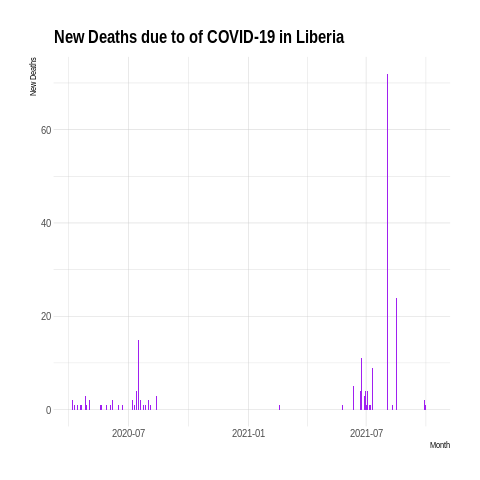 New Deaths due to of COVID-19 in Liberia
New Deaths
60
40
20
0
2020-07
2021-01
2021-07
Month